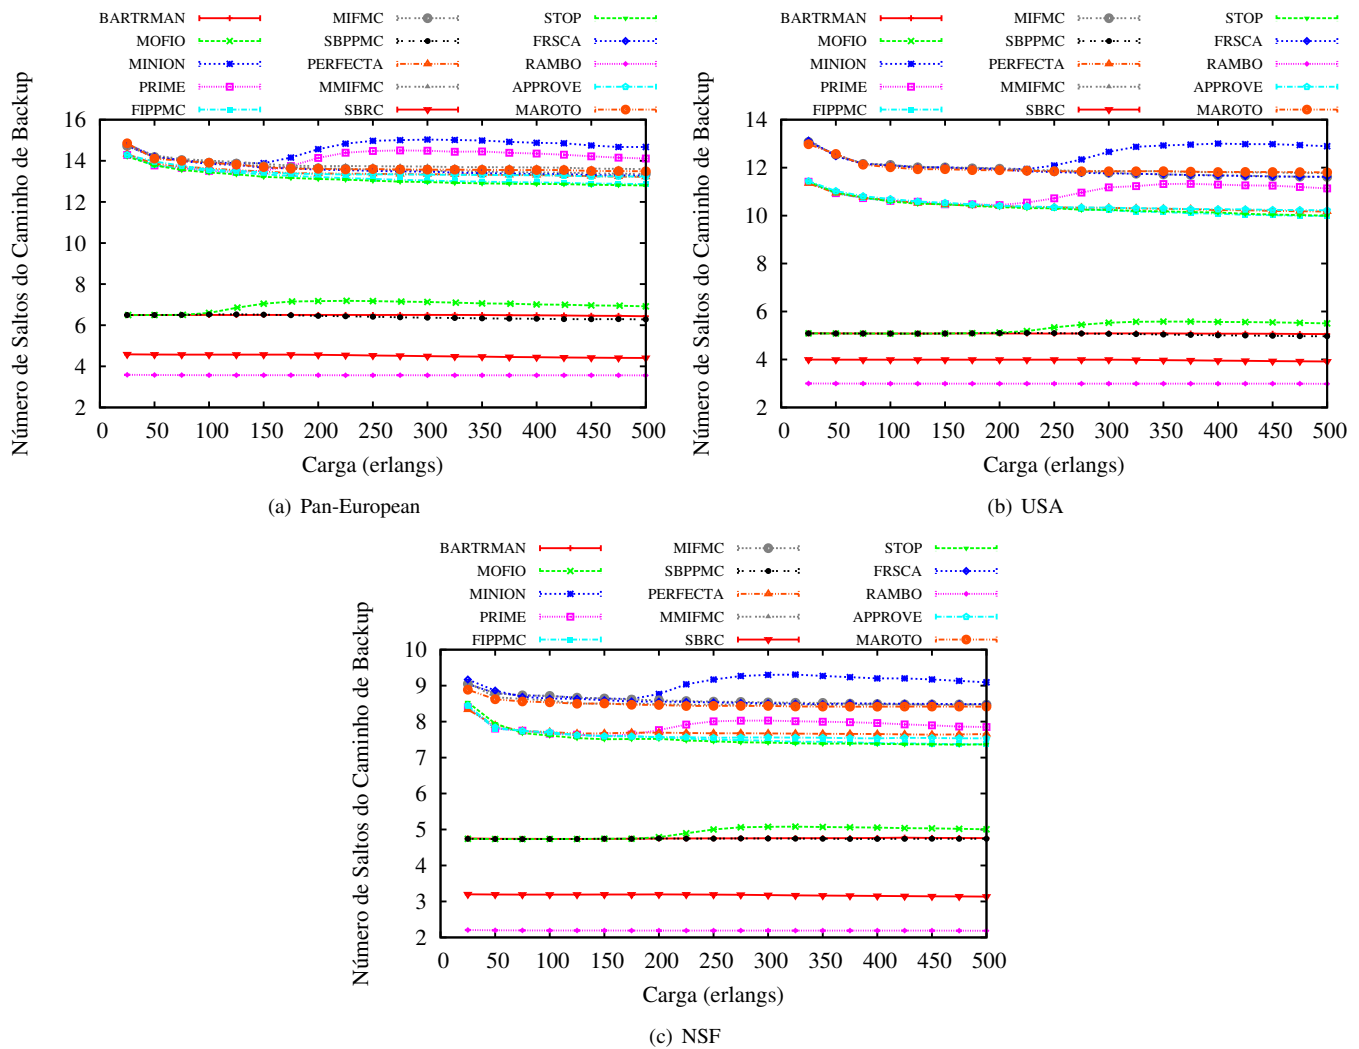 BARTRMAN MIFMC STOP
MOFIO SBPPMC FRSCA
MINION PERFECTA RAMBO
PRIME MMIFMC APPROVE
FIPPMC SBRC MAROTO
Número de Saltos do Caminho de Backup
16
14
12
10
8
6
4
2
0 50 100 150 200 250 300 350 400 450 500
Carga (erlangs)
(a) Pan-European
BARTRMAN MIFMC STOP
MOFIO SBPPMC FRSCA
MINION PERFECTA RAMBO
PRIME MMIFMC APPROVE
FIPPMC SBRC MAROTO
Número de Saltos do Caminho de Backup
14
12
10
8
6
4
2
0 50 100 150 200 250 300 350 400 450 500
Carga (erlangs)
(b) USA
BARTRMAN MIFMC STOP
MOFIO SBPPMC FRSCA
MINION PERFECTA RAMBO
PRIME MMIFMC APPROVE
FIPPMC SBRC MAROTO
Número de Saltos do Caminho de Backup
10
9
8
7
6
5
4
3
2
0 50 100 150 200 250 300 350 400 450 500
Carga (erlangs)
(c) NSF